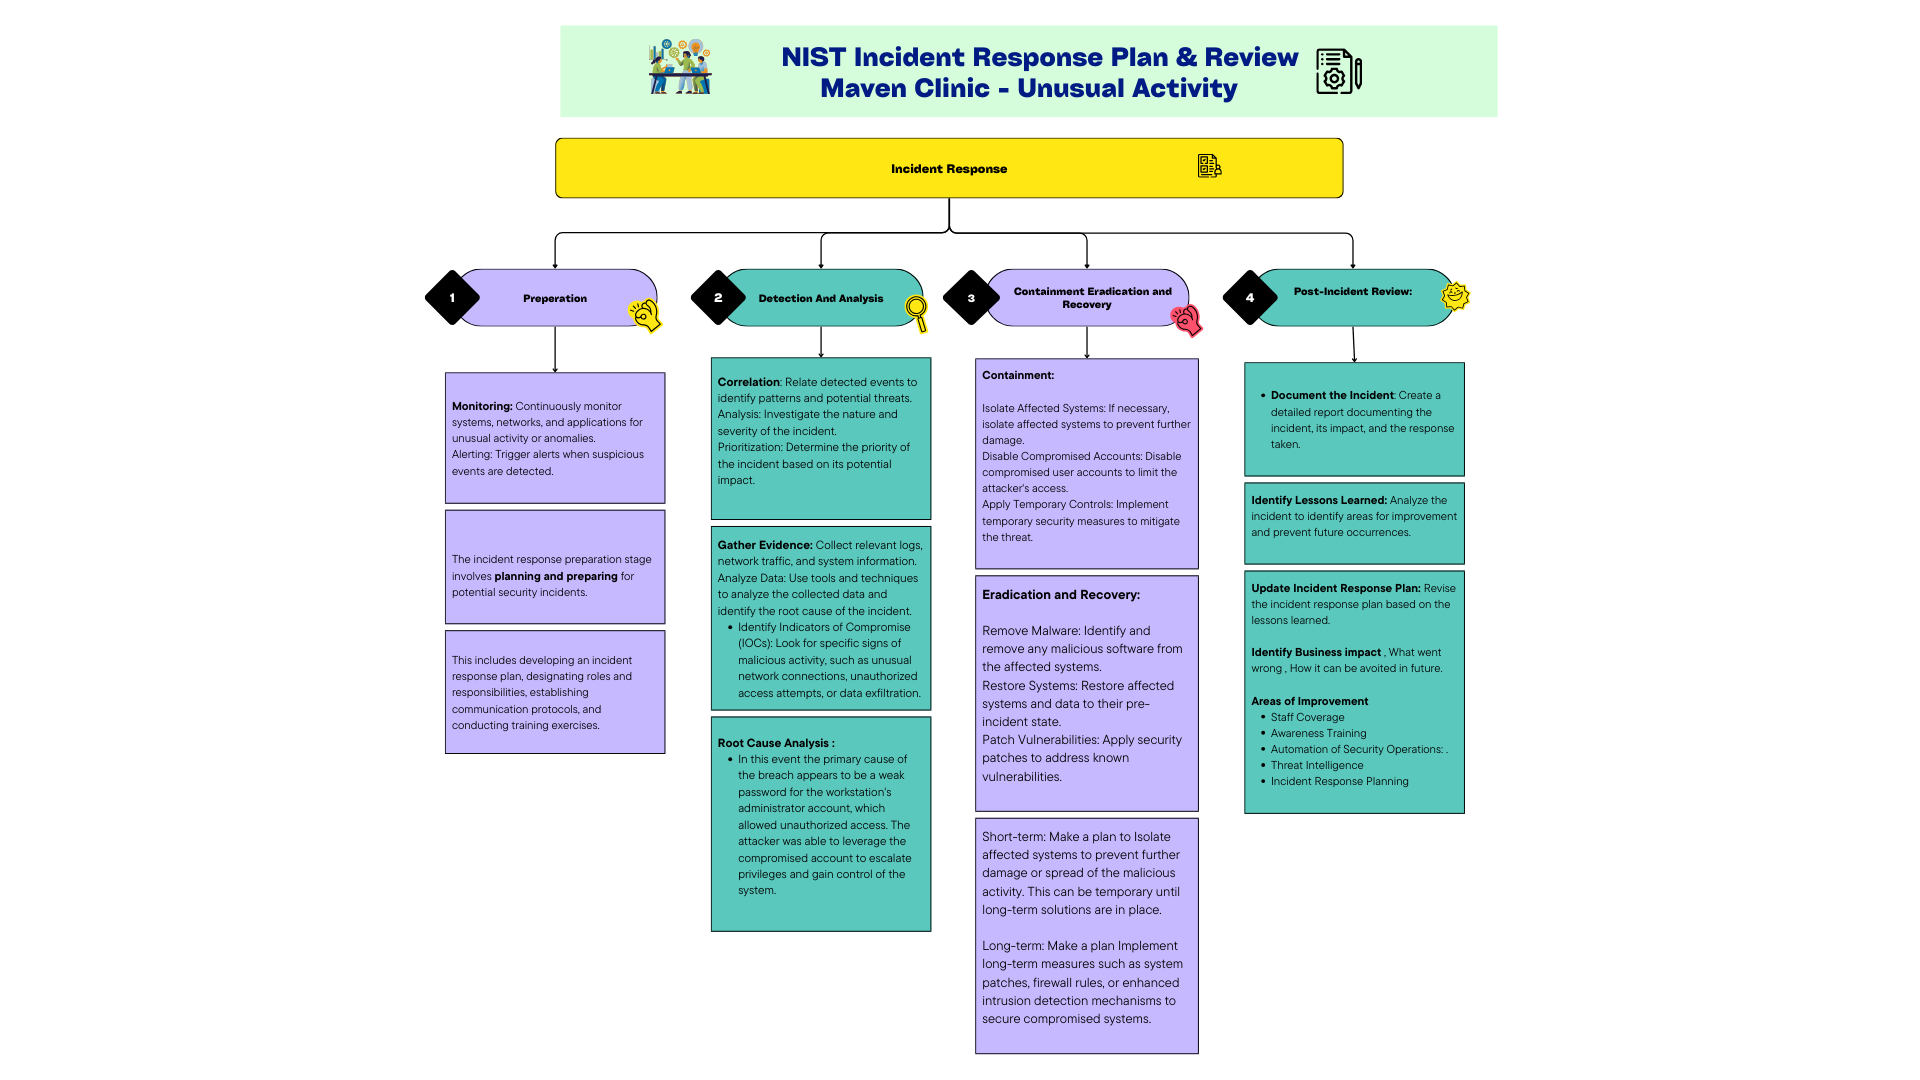 NIST Incident Response Plan & Review
Maven Clinic - Unusual Activity
Incident Response
1
Preperation
Monitoring: Continuously monitor
systems, networks, and applications for
unusual activity or anomalies.
Alerting: Trigger alerts when suspicious
events are detected.
The incident response preparation stage
involves planning and preparing for
potential security incidents.
This includes developing an incident
response plan, designating roles and
responsibilities, establishing
communication protocols, and
conducting training exercises.
2
Detection And Analysis
Correlation: Relate detected events to
identify patterns and potential threats.
Analysis: Investigate the nature and
severity of the incident.
Prioritization: Determine the priority of
the incident based on its potential
impact.
Gather Evidence: Collect relevant logs,
network traffic, and system information.
Analyze Data: Use tools and techniques
to analyze the collected data and
identify the root cause of the incident.
• Identify Indicators of Compromise
(IOCs): Look for specific signs of
malicious activity, such as unusual
network connections, unauthorized
access attempts, or data exfiltration.
Root Cause Analysis :
• In this event the primary cause of
the breach appears to be a weak
password for the workstation's
administrator account, which
allowed unauthorized access. The
attacker was able to leverage the
compromised account to escalate
privileges and gain control of the
system.
3
Containment Eradication and
Recovery
Containment:
Isolate Affected Systems: If necessary,
isolate affected systems to prevent further
damage.
Disable Compromised Accounts: Disable
compromised user accounts to limit the
attacker's access.
Apply Temporary Controls: Implement
temporary security measures to mitigate
the threat.
Eradication and Recovery:
Remove Malware: Identify and
remove any malicious software from
the affected systems.
Restore Systems: Restore affected
systems and data to their pre-
incident state.
Patch Vulnerabilities: Apply security
patches to address known
vulnerabilities.
Short-term: Make a plan to Isolate
affected systems to prevent further
damage or spread of the malicious
activity. This can be temporary until
long-term solutions are in place.
Long-term: Make a plan Implement
long-term measures such as system
patches, firewall rules, or enhanced
intrusion detection mechanisms to
secure compromised systems.
4
Post-Incident Review:
• Document the Incident: Create a
detailed report documenting the
incident, its impact, and the response
taken.
Identify Lessons Learned: Analyze the
incident to identify areas for improvement
and prevent future occurrences.
Update Incident Response Plan: Revise
the incident response plan based on the
lessons learned.
Identify Business impact , What went
wrong , How it can be avoited in future.
Areas of Improvement
• Staff Coverage
• Awareness Training
• Automation of Security Operations: .
• Threat Intelligence
• Incident Response Planning